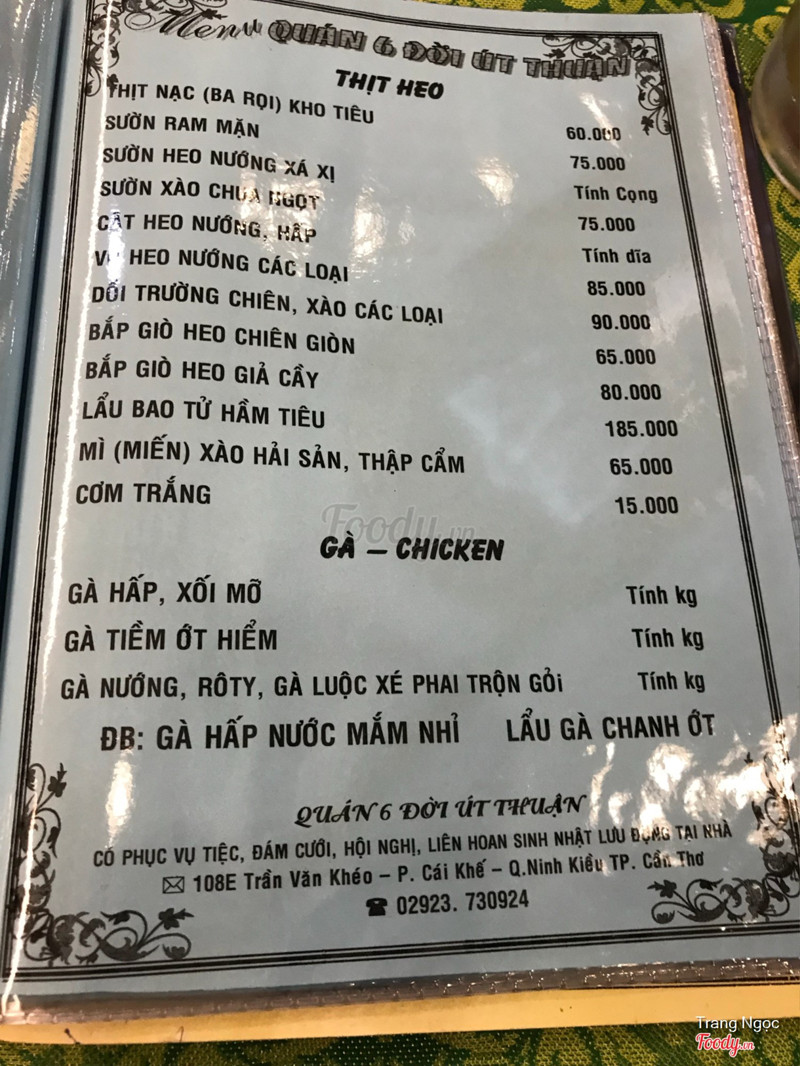 Menu QUÁN 6 ĐỜI ÚT THUẬN
THỊT HEO
THỊT NẠC (BA RỌI) KHO TIÊU 60.000
SƯỜN RAM MẶN 75.000
SƯỜN HEO NƯỚNG XÁ XỊ Tính Cọng
SƯỜN XÀO CHUA NGỌT 75.000
CẬT HEO NƯỚNG, HẤP Tính dĩa
VÚ HEO NƯỚNG CÁC LOẠI 85.000
DỒI TRƯỜNG CHIÊN, XÀO CÁC LOẠI 90.000
BẮP GIÒ HEO CHIÊN GIÒN 65.000
BẮP GIÒ HEO GIẢ CẦY 80.000
LẨU BAO TỬ HẦM TIÊU 185.000
MÌ (MIẾN) XÀO HẢI SẢN, THẬP CẨM 65.000
CƠM TRẮNG 15.000
Foody.vn
GÀ – CHICKEN
GÀ HẤP, XỐI MỠ Tính kg
GÀ TIỀM ỚT HIỂM Tính kg
GÀ NƯỚNG, RÔTY, GÀ LUỘC XÉ PHAI TRỘN GỎI Tính kg
ĐB: GÀ HẤP NƯỚC MẮM NHỈ LẨU GÀ CHANH ỚT
QUÁN 6 ĐỜI ÚT THUẬN
CÓ PHỤC VỤ TIỆC, ĐÁM CƯỚI, HỘI NGHỊ, LIÊN HOAN SINH NHẬT LƯU ĐỘNG TẠI NHÀ
108E Trần Văn Khéo – P. Cái Khế – Q.Ninh Kiều TP. Cần Thơ
02923. 730924
Trang Ngọc
Foody.vn